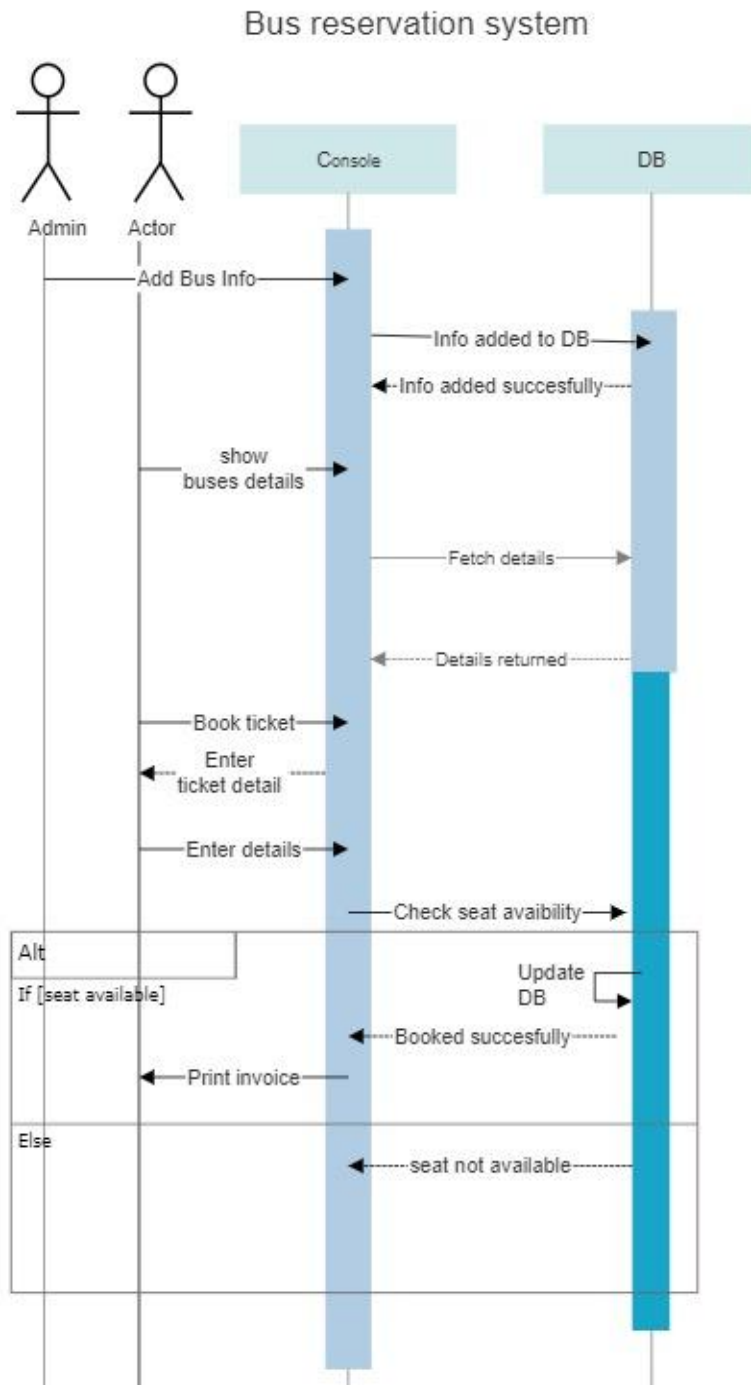 Bus reservation system
Console
DB
Admin
Actor
Add Bus Info
Info added to DB
Info added succesfully
show
buses details
Fetch details
Details returned
Book ticket
Enter
ticket detail
Enter details
Check seat avaibility
Alt
If [seat available]
Update
DB
Booked succesfully
Print invoice
Else
seat not available